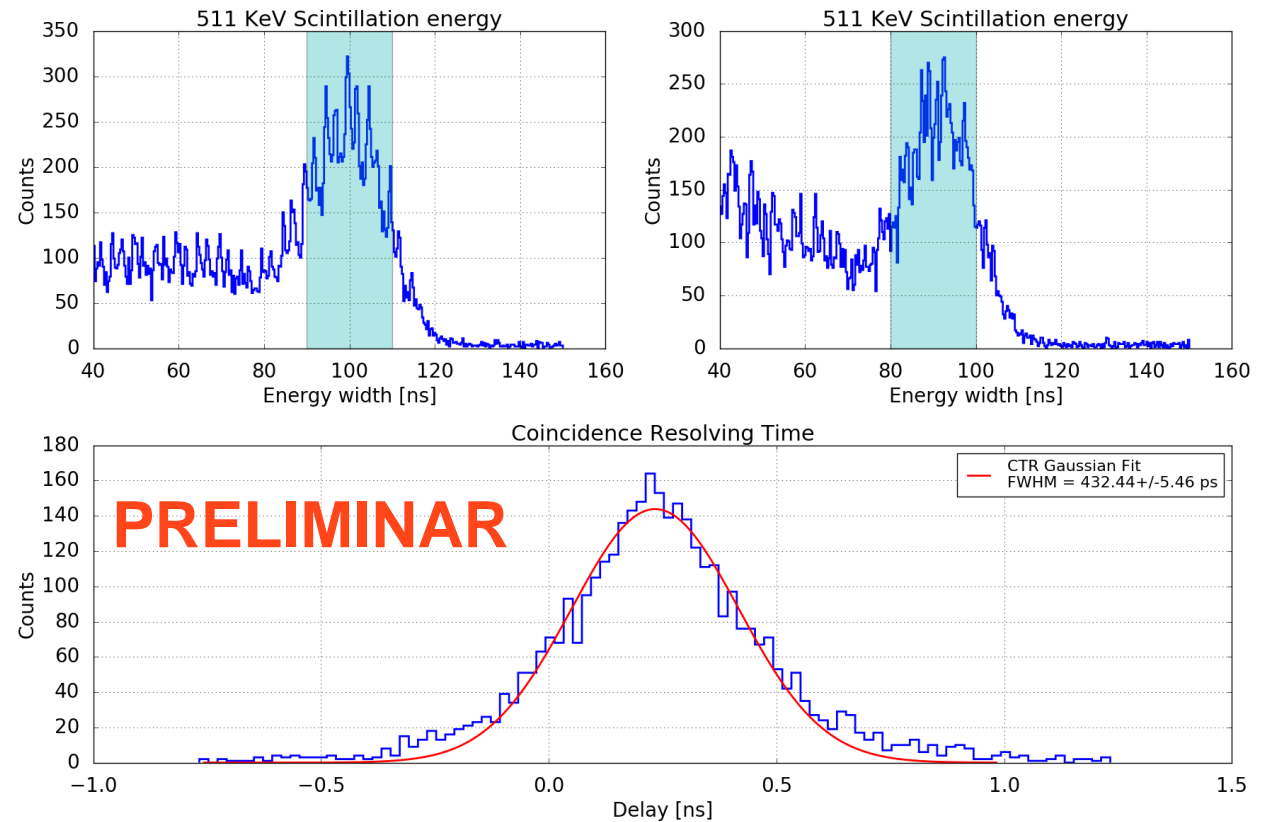 511 KeV Scintillation energy
350
300
250
200
150
100
50
0
Counts
40 60 80 100 120 140 160
Energy width [ns]
511 KeV Scintillation energy
300
250
200
150
100
50
0
Counts
40 60 80 100 120 140 160
Energy width [ns]
Coincidence Resolving Time
180
160
140
120
100
80
60
40
20
0
Counts
PRELIMINAR
CTR Gaussian Fit
FWHM = 432.44+/-5.46 ps
−1.0 −0.5 0.0 0.5 1.0 1.5
Delay [ns]